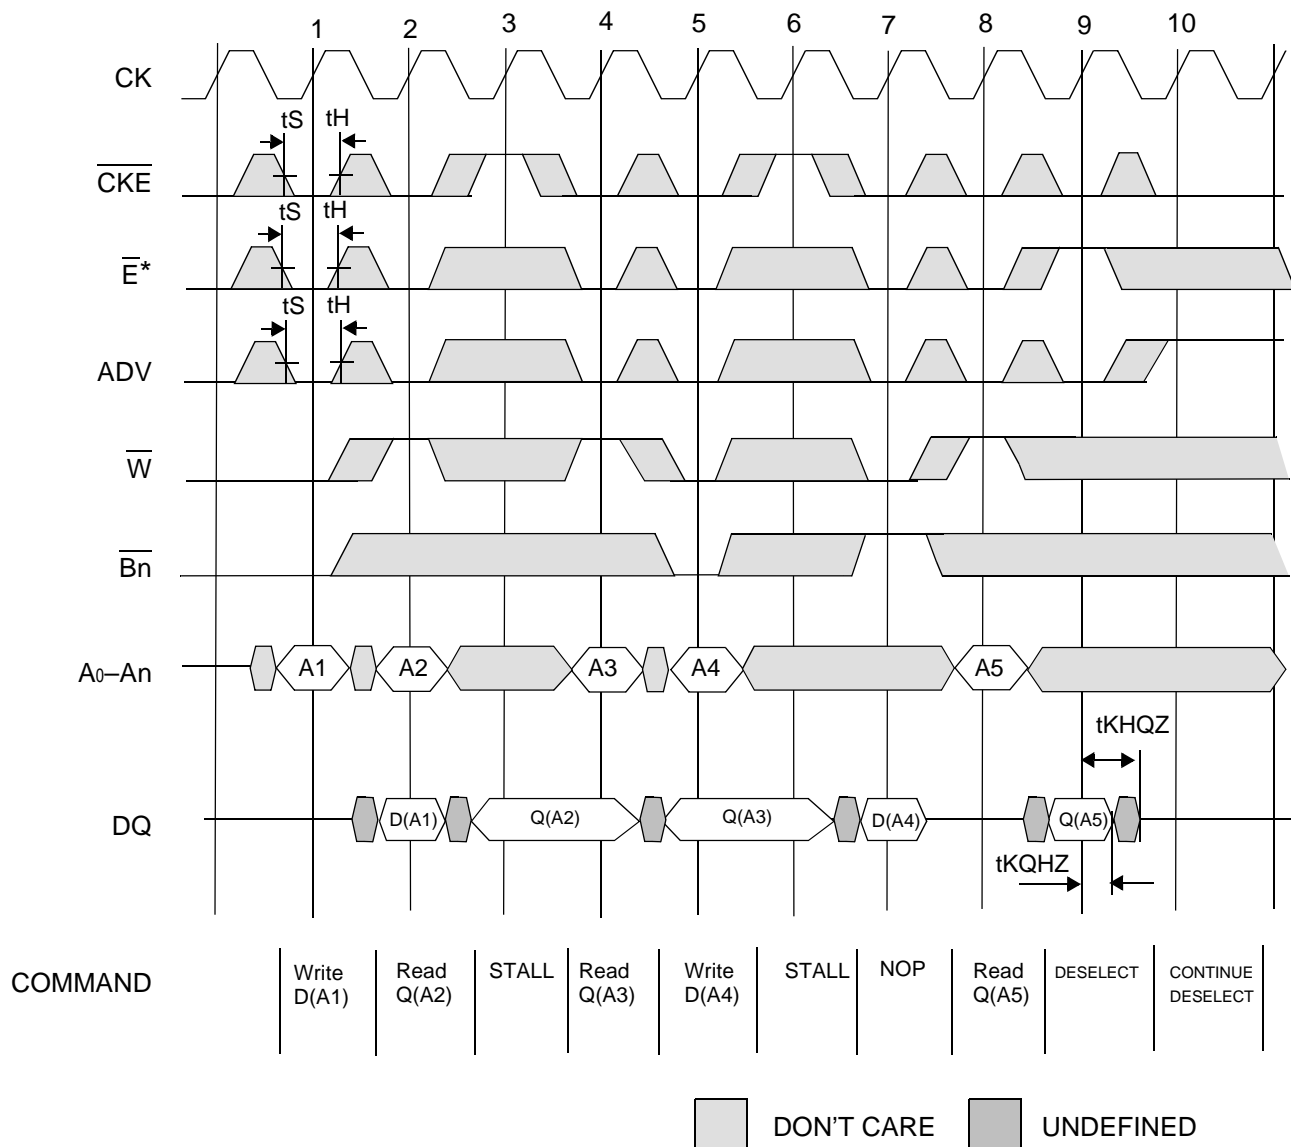 1 2 3 4 5 6 7 8 9 10
CK
tS tH
CKE
tS tH
E*
tS tH
ADV
W
Bn
A0–An A1 A2 A3 A4 A5
tKHQZ
DQ D(A1) Q(A2) Q(A3) D(A4) Q(A5)
tKQHZ
COMMAND
Write D(A1)
Read Q(A2)
STALL
Read Q(A3)
Write D(A4)
STALL
NOP
Read Q(A5)
DESELECT
CONTINUE DESELECT
DON'T CARE UNDEFINED